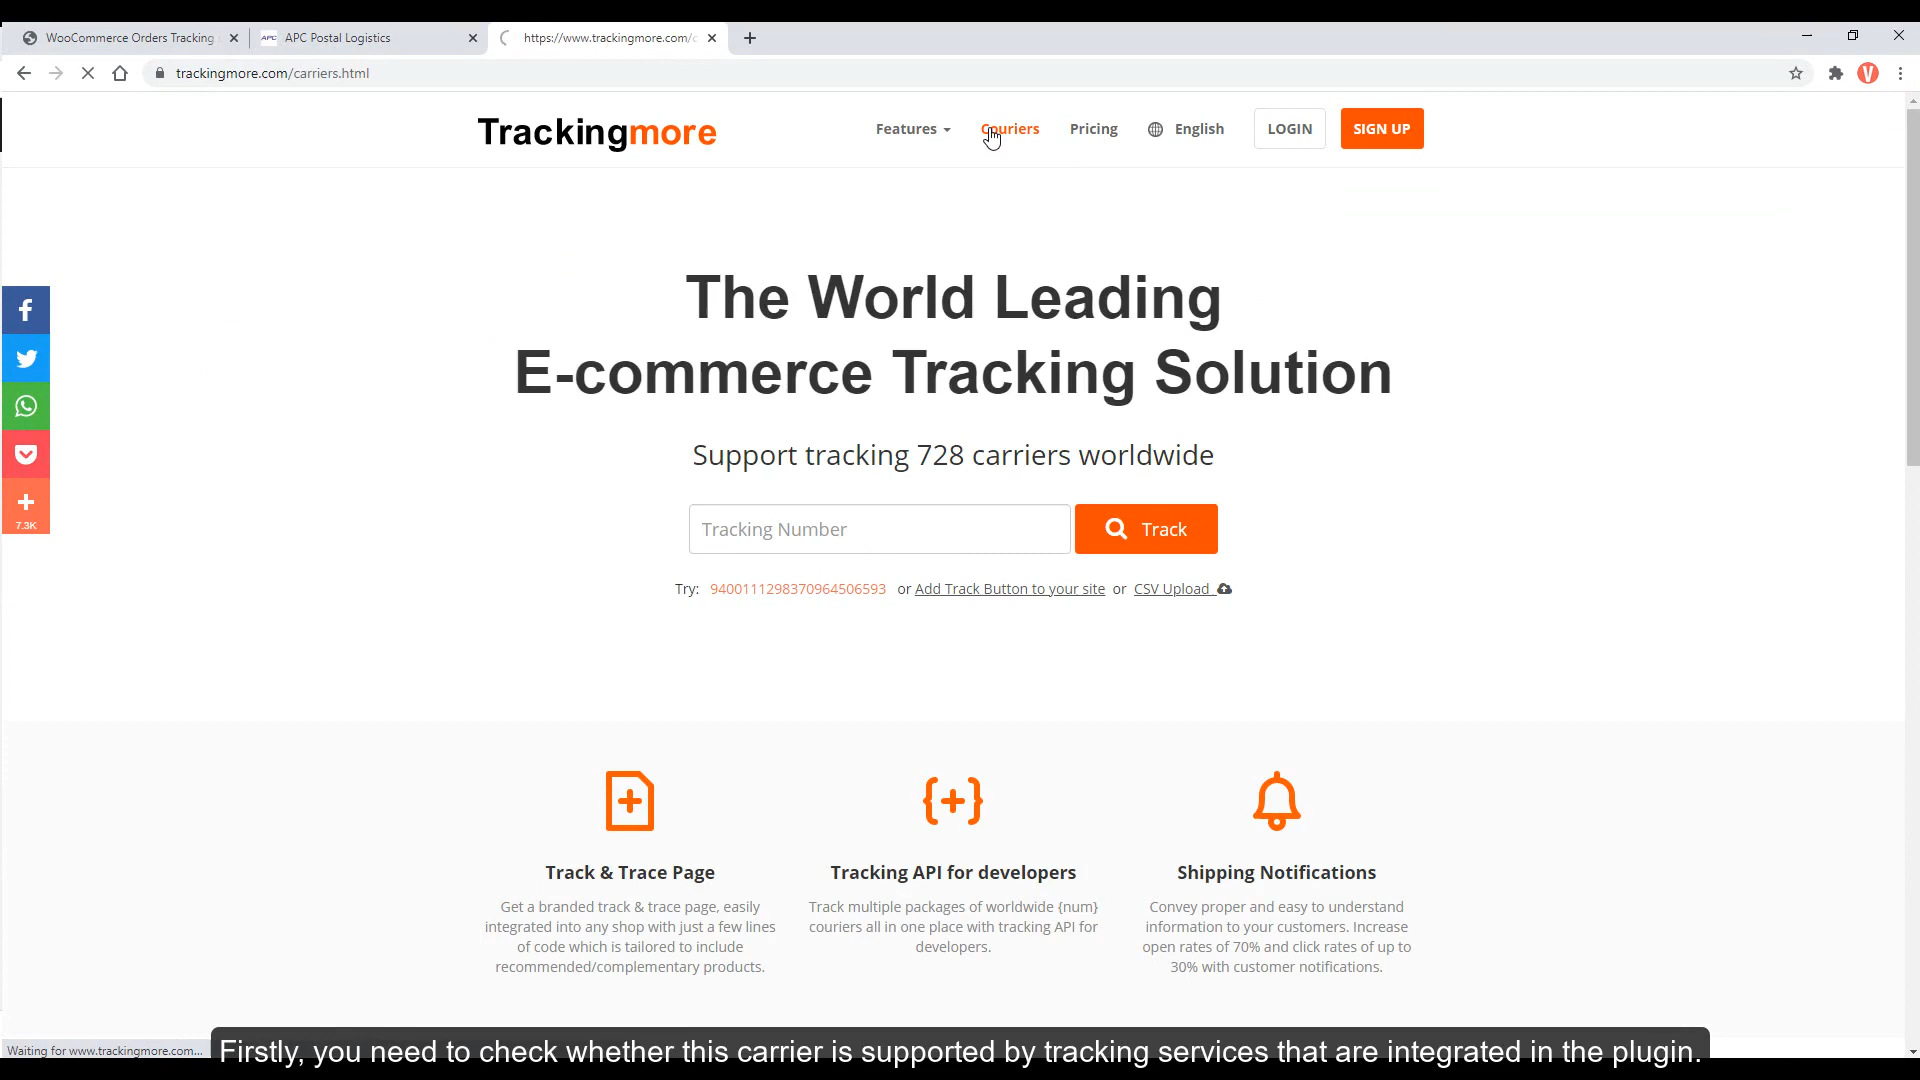 WooCommerce Orders Tracking
APC APC Postal Logistics
https://www.trackingmore.com/c
trackingmore.com/carriers.html
V
Trackingmore
Features
Couriers
Pricing
English
LOGIN
SIGN UP
The World Leading
E-commerce Tracking Solution
Support tracking 728 carriers worldwide
Tracking Number
Track
Try: 9400111298370964506593 or Add Track Button to your site or CSV Upload
7.3K
Track & Trace Page
Get a branded track & trace page, easily
integrated into any shop with just a few lines
of code which is tailored to include
recommended/complementary products.
Tracking API for developers
Track multiple packages of worldwide {num}
couriers all in one place with tracking API for
developers.
Shipping Notifications
Convey proper and easy to understand
information to your customers. Increase
open rates of 70% and click rates of up to
30% with customer notifications.
Waiting for www.trackingmore.com...
Firstly, you need to check whether this carrier is supported by tracking services that are integrated in the plugin.